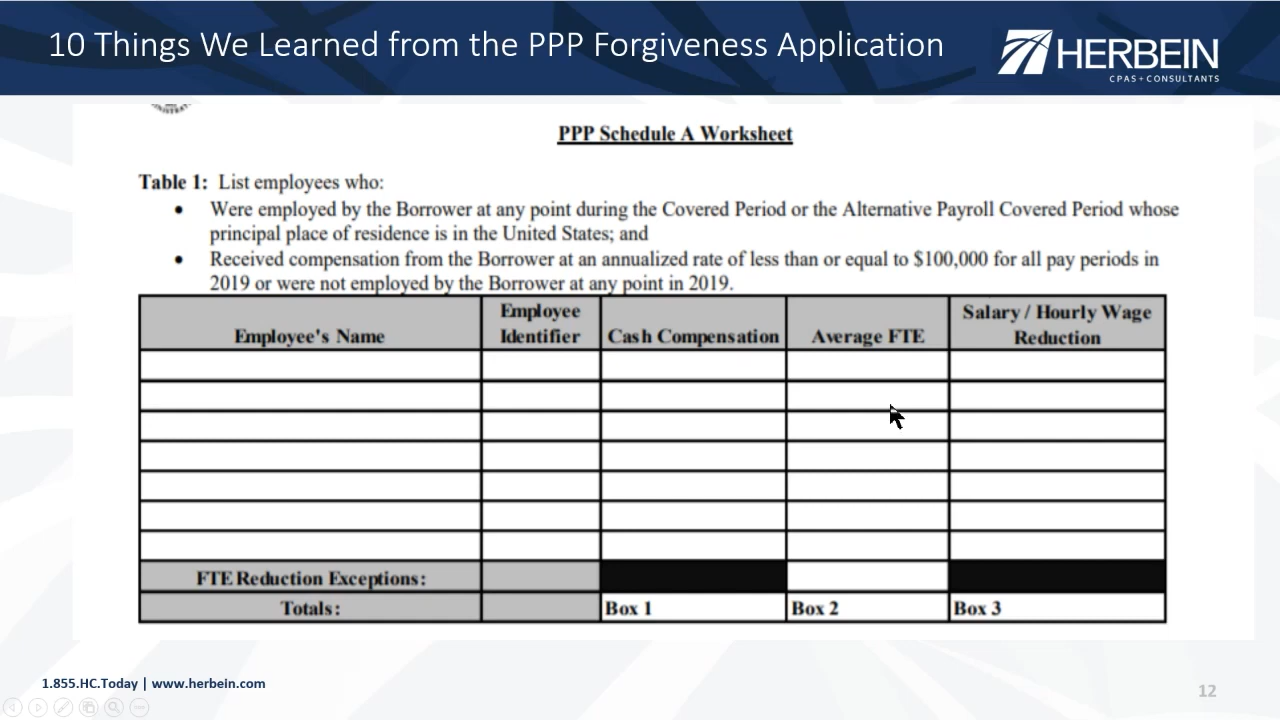 10 Things We Learned from the PPP Forgiveness Application
HERBEIN
CPAS+CONSULTANTS
PPP Schedule A Worksheet
Table 1: List employees who:
• Were employed by the Borrower at any point during the Covered Period or the Alternative Payroll Covered Period whose
principal place of residence is in the United States; and
• Received compensation from the Borrower at an annualized rate of less than or equal to $100,000 for all pay periods in
2019 or were not employed by the Borrower at any point in 2019.
Employee's Name
Employee
Identifier
Cash Compensation
Average FTE
Salary / Hourly Wage
Reduction
FTE Reduction Exceptions:
Totals:
Box 1
Box 2
Box 3
1.855.HC.Today | www.herbein.com
12